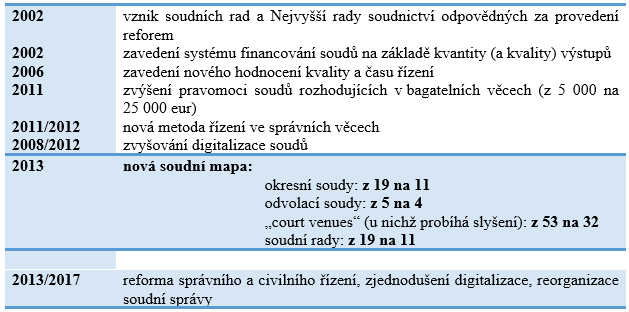 2002 vznik soudních rad a Nejvyšší rady soudnictví odpovědných za provedení
reforem
2002 zavedení systému financování soudů na základě kvantity (a kvality) výstupů
2006 zavedení nového hodnocení kvality a času řízení
2011 zvýšení pravomoci soudů rozhodujících v bagatelních věcech (z 5 000 na
25 000 eur)
2011/2012 nová metoda řízení ve správních věcech
2008/2012 zvyšování digitalizace soudů
2013 nová soudní mapa:
okresní soudy: z 19 na 11
odvolací soudy: z 5 na 4
„court venues“ (u nichž probíhá slyšení): z 53 na 32
soudní rady: z 19 na 11
2013/2017 reforma správního a civilního řízení, zjednodušení digitalizace, reorganizace
soudní správy